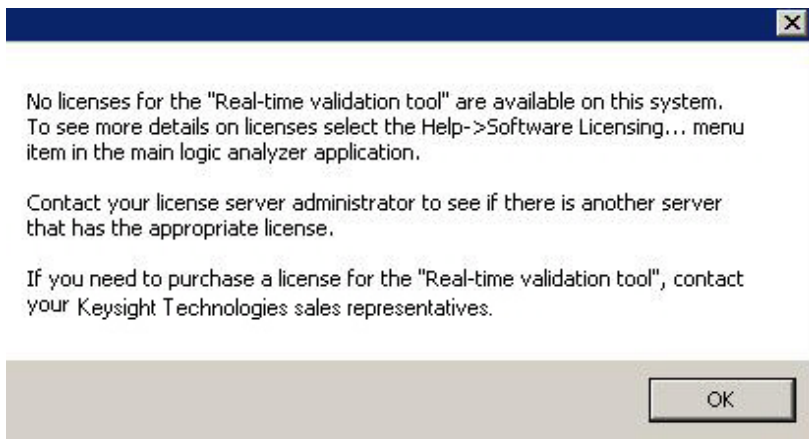 No licenses for the "Real-time validation tool" are available on this system.
To see more details on licenses select the Help->Software Licensing... menu
item in the main logic analyzer application.
Contact your license server administrator to see if there is another server
that has the appropriate license.
If you need to purchase a license for the "Real-time validation tool", contact
your Keysight Technologies sales representatives.
OK